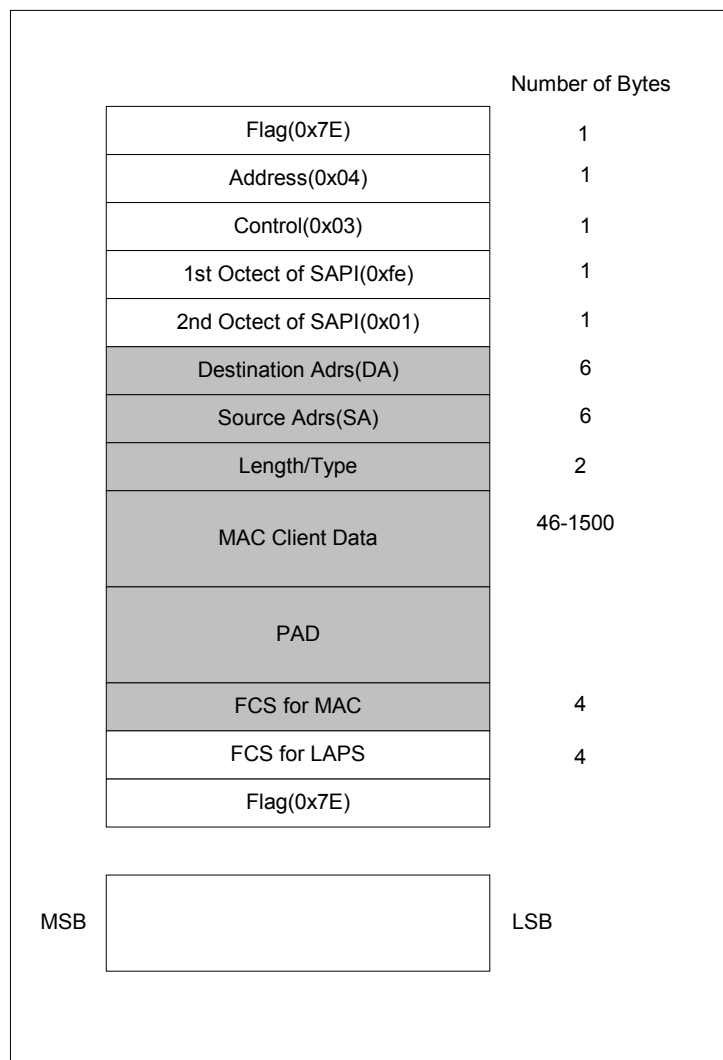 Number of Bytes
Flag(0x7E) 1
Address(0x04) 1
Control(0x03) 1
1st Octect of SAPI(0xfe) 1
2nd Octect of SAPI(0x01) 1
Destination Adrs(DA) 6
Source Adrs(SA) 6
Length/Type 2
MAC Client Data 46-1500
PAD
FCS for MAC 4
FCS for LAPS 4
Flag(0x7E)
MSB LSB